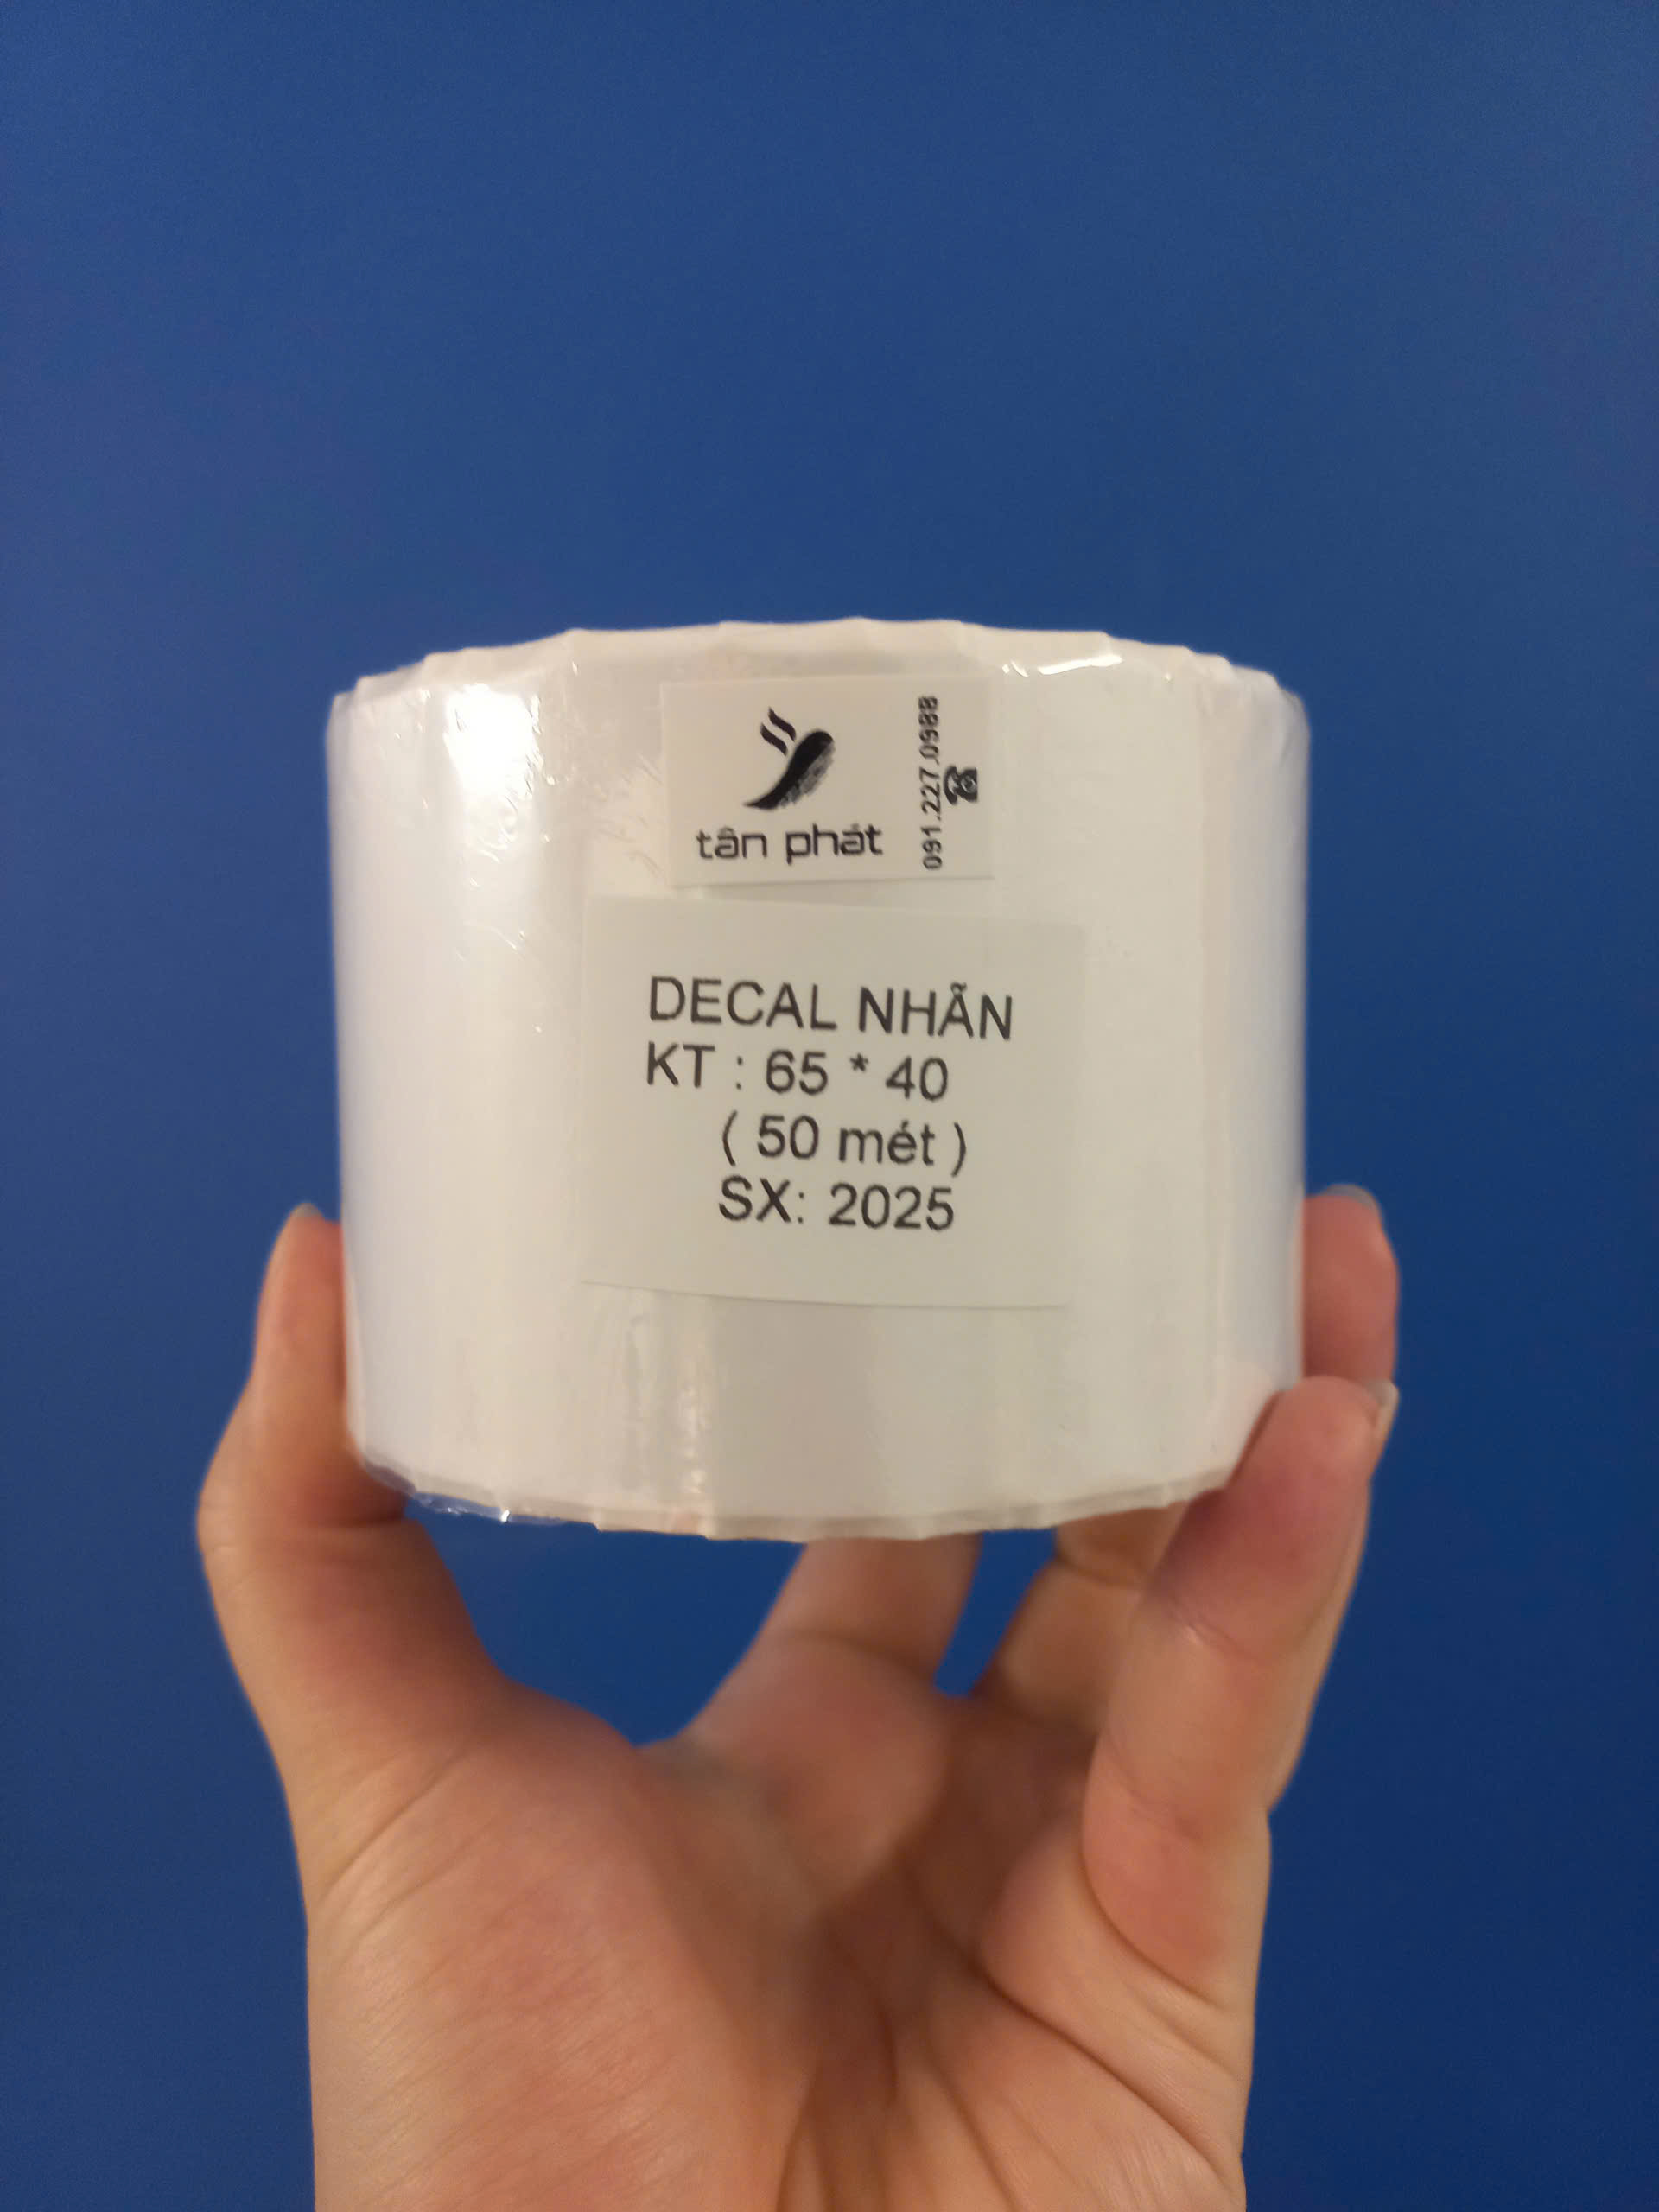 tân phát
091.227.0988
DECAL NHÃN
KT : 65 * 40
( 50 mét )
SX: 2025